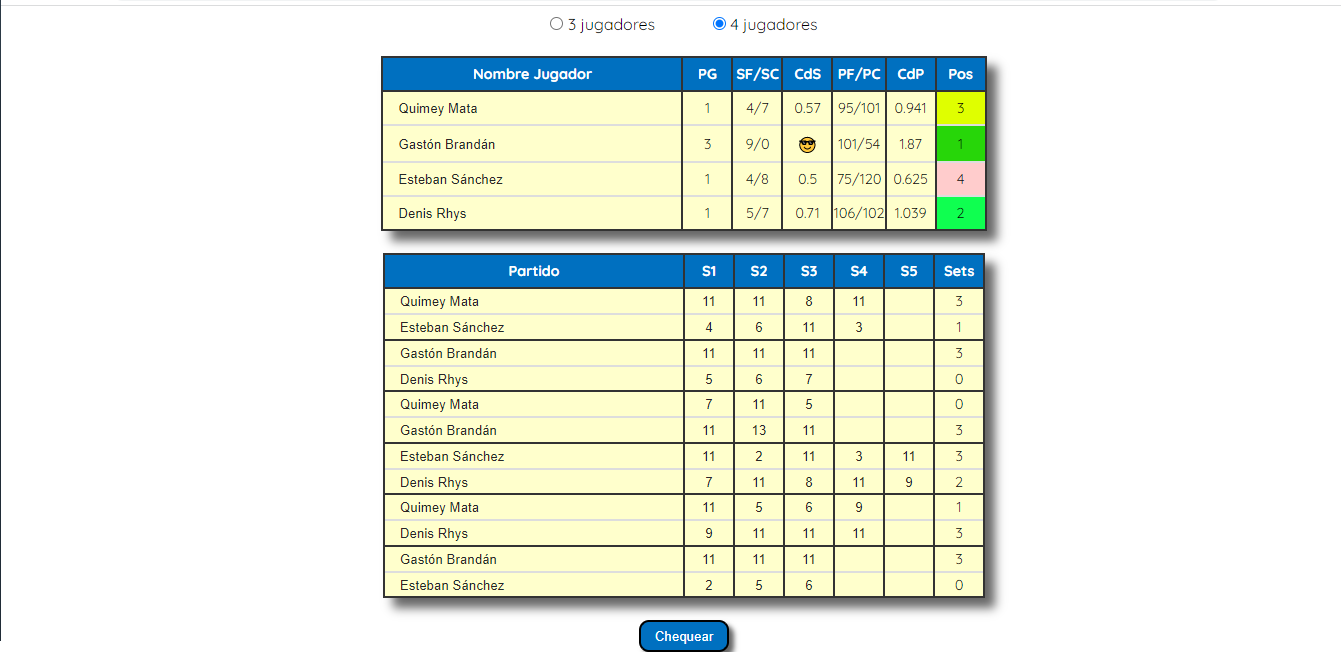 3 jugadores 4 jugadores
Nombre Jugador PG SF/SC CdS PF/PC CdP Pos
Quimey Mata 1 4/7 0.57 95/101 0.941 3
Gastón Brandán 3 9/0 😎 101/54 1.87 1
Esteban Sánchez 1 4/8 0.5 75/120 0.625 4
Denis Rhys 1 5/7 0.71 106/102 1.039 2
Partido S1 S2 S3 S4 S5 Sets
Quimey Mata 11 11 8 11 3
Esteban Sánchez 4 6 11 3 1
Gastón Brandán 11 11 11 3
Denis Rhys 5 6 7 0
Quimey Mata 7 11 5 0
Gastón Brandán 11 13 11 3
Esteban Sánchez 11 2 11 3 11 3
Denis Rhys 7 11 8 11 9 2
Quimey Mata 11 5 6 9 1
Denis Rhys 9 11 11 11 3
Gastón Brandán 11 11 11 3
Esteban Sánchez 2 5 6 0
Chequear